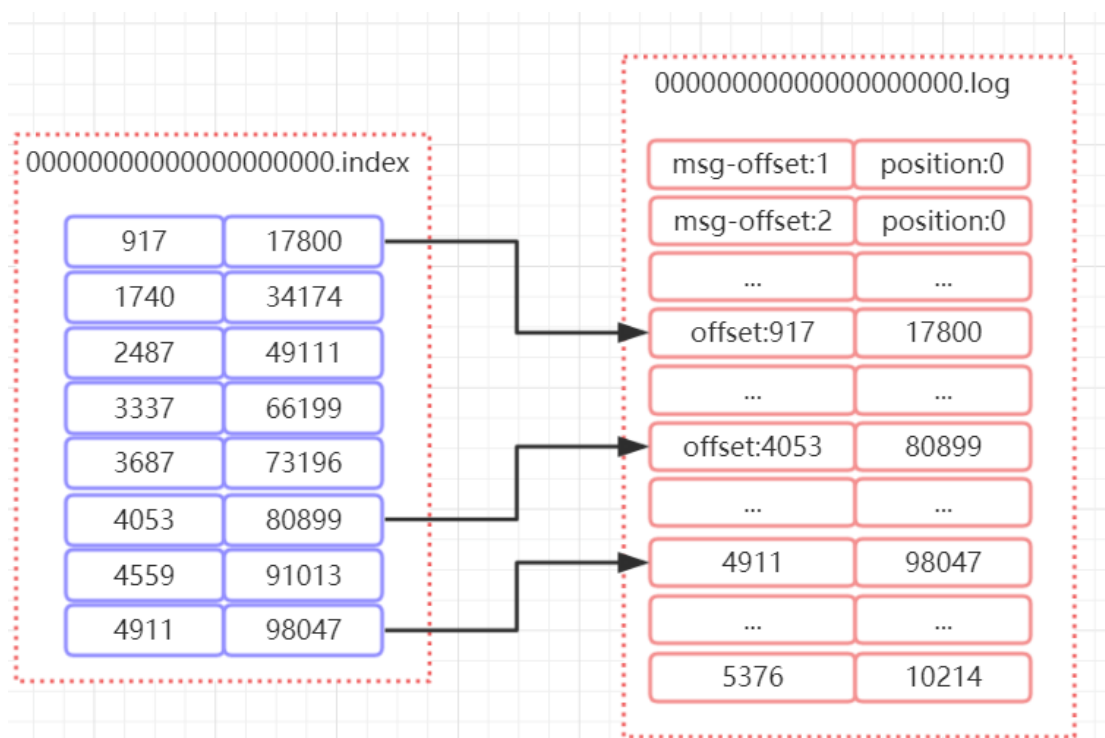 00000000000000000000.index
917 17800
1740 34174
2487 49111
3337 66199
3687 73196
4053 80899
4559 91013
4911 98047
00000000000000000000.log
msg-offset:1 position:0
msg-offset:2 position:0
... ...
offset:917 17800
... ...
offset:4053 80899
... ...
4911 98047
... ...
5376 10214